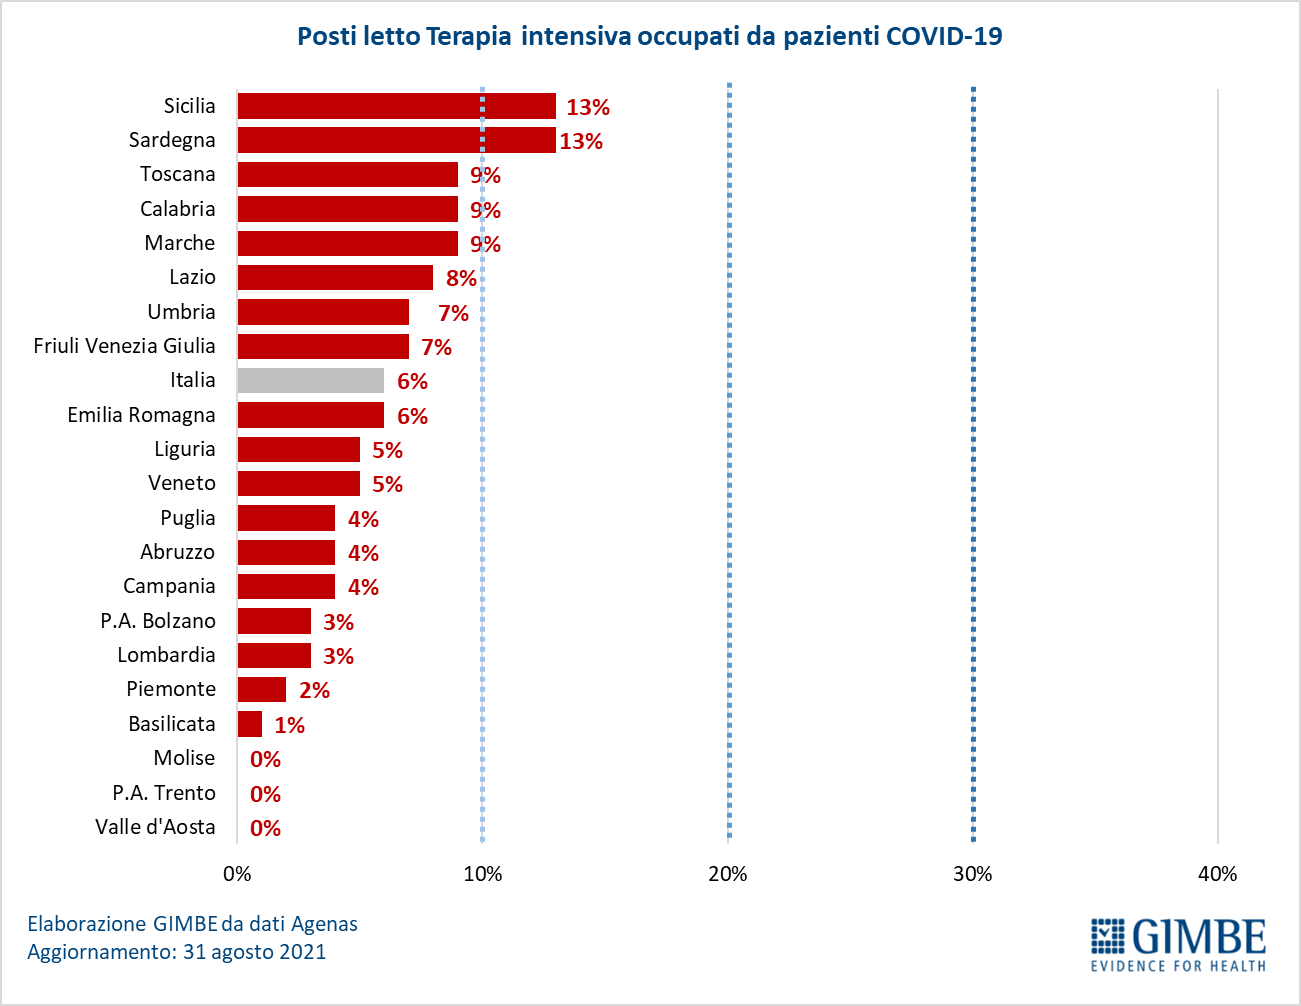 Posti letto Terapia intensiva occupati da pazienti COVID-19
Sicilia 13%
Sardegna 13%
Toscana 9%
Calabria 9%
Marche 9%
Lazio 8%
Umbria 7%
Friuli Venezia Giulia 7%
Italia 6%
Emilia Romagna 6%
Liguria 5%
Veneto 5%
Puglia 4%
Abruzzo 4%
Campania 4%
P.A. Bolzano 3%
Lombardia 3%
Piemonte 2%
Basilicata 1%
Molise 0%
P.A. Trento 0%
Valle d'Aosta 0%
0% 10% 20% 30% 40%
Elaborazione GIMBE da dati Agenas
Aggiornamento: 31 agosto 2021
GIMBE
EVIDENCE FOR HEALTH